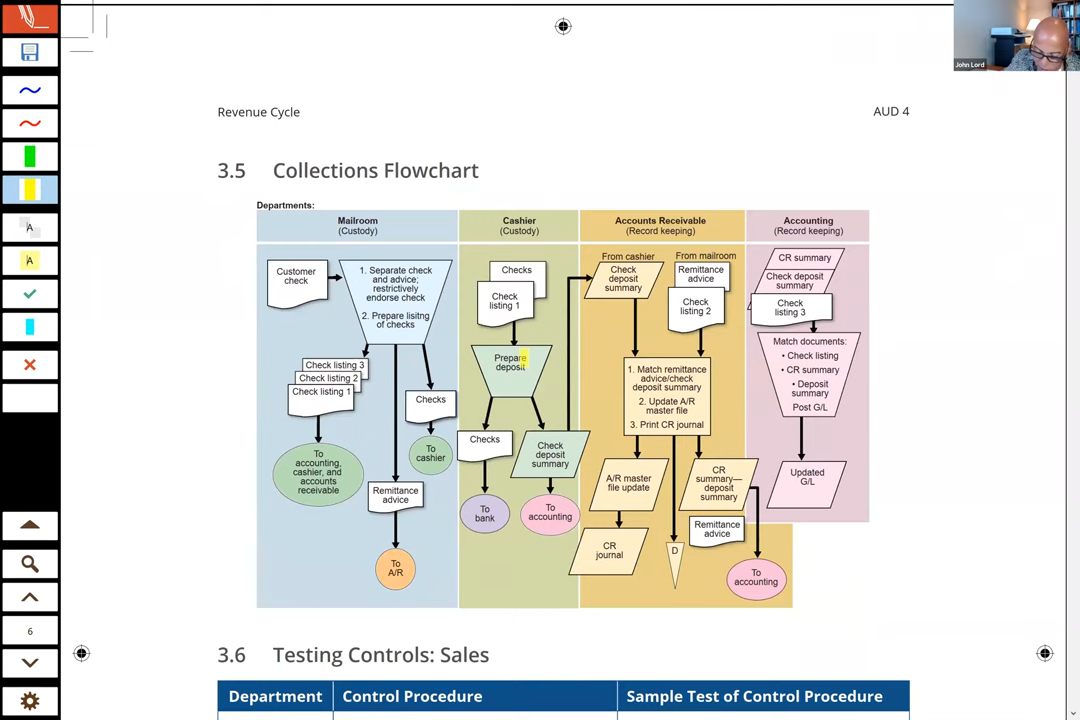 John Lord
Revenue Cycle
AUD 4
3.5 Collections Flowchart
Departments:
Mailroom
(Custody)
Cashier
(Custody)
Accounts Receivable
(Record keeping)
Accounting
(Record keeping)
Customer
check
1. Separate check
and advice;
restrictively
endorse check
2. Prepare lisitng
of checks
Check listing 3
Check listing 2
Check listing 1
To
accounting,
cashier, and
accounts
receivable
Remittance
advice
To
A/R
Checks
To
cashier
Checks
Check
listing 1
Prepare
deposit
Checks
To
bank
Check
deposit
summary
To
accounting
From cashier
Check
deposit
summary
From mailroom
Remittance
advice
Check
listing 2
1. Match remittance
advice/check
deposit summary
2. Update A/R
master file
3. Print CR journal
A/R master
file update
CR
journal
D
CR
summary—
deposit
summary
Remittance
advice
To
accounting
CR summary
Check deposit
summary
Check
listing 3
Match documents:
• Check listing
• CR summary
• Deposit
summary
Post G/L
Updated
G/L
3.6 Testing Controls: Sales
Department
Control Procedure
Sample Test of Control Procedure
A
A
6